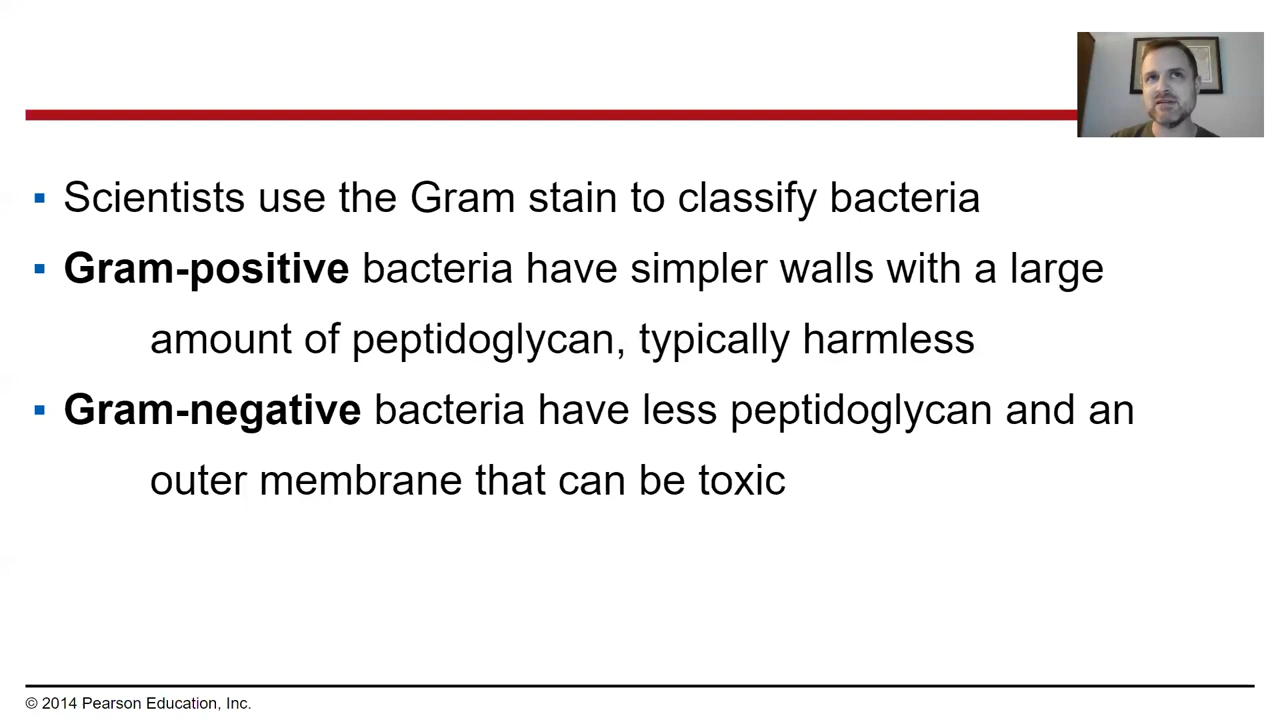 ▪ Scientists use the Gram stain to classify bacteria
▪ Gram-positive bacteria have simpler walls with a large
amount of peptidoglycan, typically harmless
▪ Gram-negative bacteria have less peptidoglycan and an
outer membrane that can be toxic
© 2014 Pearson Education, Inc.